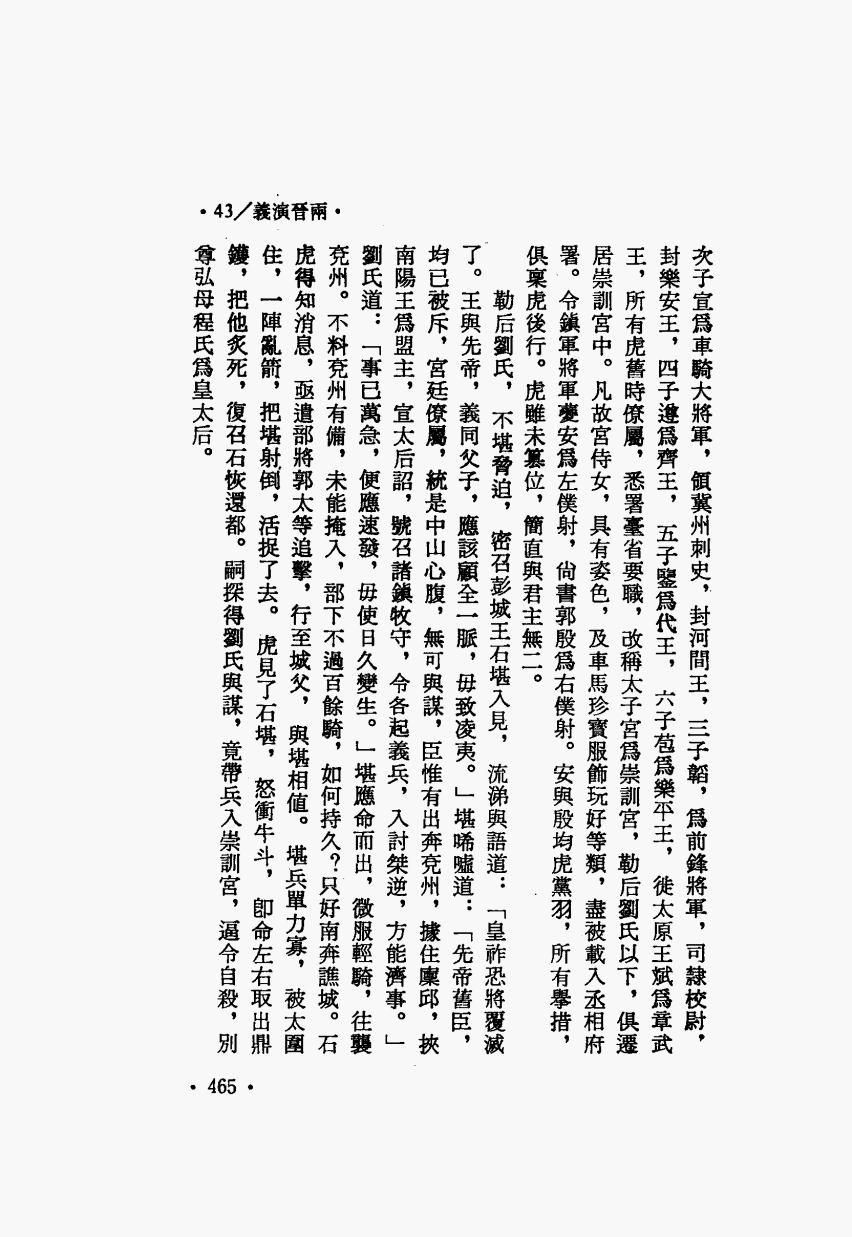 •43／義演晉兩•
次子宣爲車騎大將軍，領冀州刺史，封河間王，三子韜，爲前鋒將軍，司隸校尉，
封樂安王，四子遵爲齊王，五子鑒爲代王，六子苞爲樂平王，徙太原王斌爲章武
王，所有虎舊時僚屬，悉署臺省要職，改稱太子宮爲崇訓宮，勒后劉氏以下，俱遷
居崇訓宮中。凡故宮侍女，具有姿色，及車馬珍寶服飾玩好等類，盡被載入丞相府
署。令鎮軍將軍夔安爲左僕射，尙書郭殷爲右僕射。安與殷均虎黨羽，所有擧措，
俱稟虎後行。虎雖未篡位，簡直與君主無二。
勒后劉氏，不堪脅迫，密召彭城王石堪入見，流涕與語道：「皇祚恐將覆滅
了。王與先帝，義同父子，應該顧全一脈，毋致凌夷。」堪唏噓道：「先帝舊臣，
均已被斥，宮廷僚屬，統是中山心腹，無可與謀，臣惟有出奔兗州，據住廩邱，挾
南陽王爲盟主，宣太后詔，號召諸鎮牧守，令各起義兵，入討桀逆，方能濟事。」
劉氏道：「事已萬急，便應速發，毋使日久變生。」堪應命而出，微服輕騎，往襲
兗州。不料兗州有備，未能掩入，部下不過百餘騎，如何持久？只好南奔譙城。石
虎得知消息，亟遣部將郭太等追擊，行至城父，與堪相値。堪兵單力寡，被太圍
住，一陣亂箭，把堪射倒，活捉了去。虎見了石堪，怒衝牛斗，卽命左右取出鼎
鑊，把他炙死，復召石恢還都。嗣探得劉氏與謀，竟帶兵入崇訓宮，逼令自殺，別
尊弘母程氏爲皇太后。
•465•